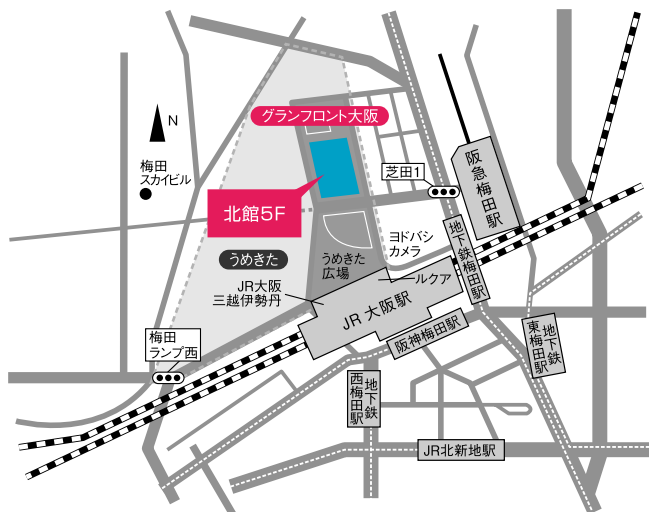 グランフロント大阪
N
梅田
スカイビル
芝田1
阪急梅田駅
北館5F
うめきた
うめきた
広場
ヨドバシ
カメラ
地下鉄梅田駅
ルクア
JR大阪
三越伊勢丹
JR 大阪駅
梅田
ランプ西
阪神梅田駅
地下鉄
東梅田駅
地下鉄
西梅田駅
JR北新地駅